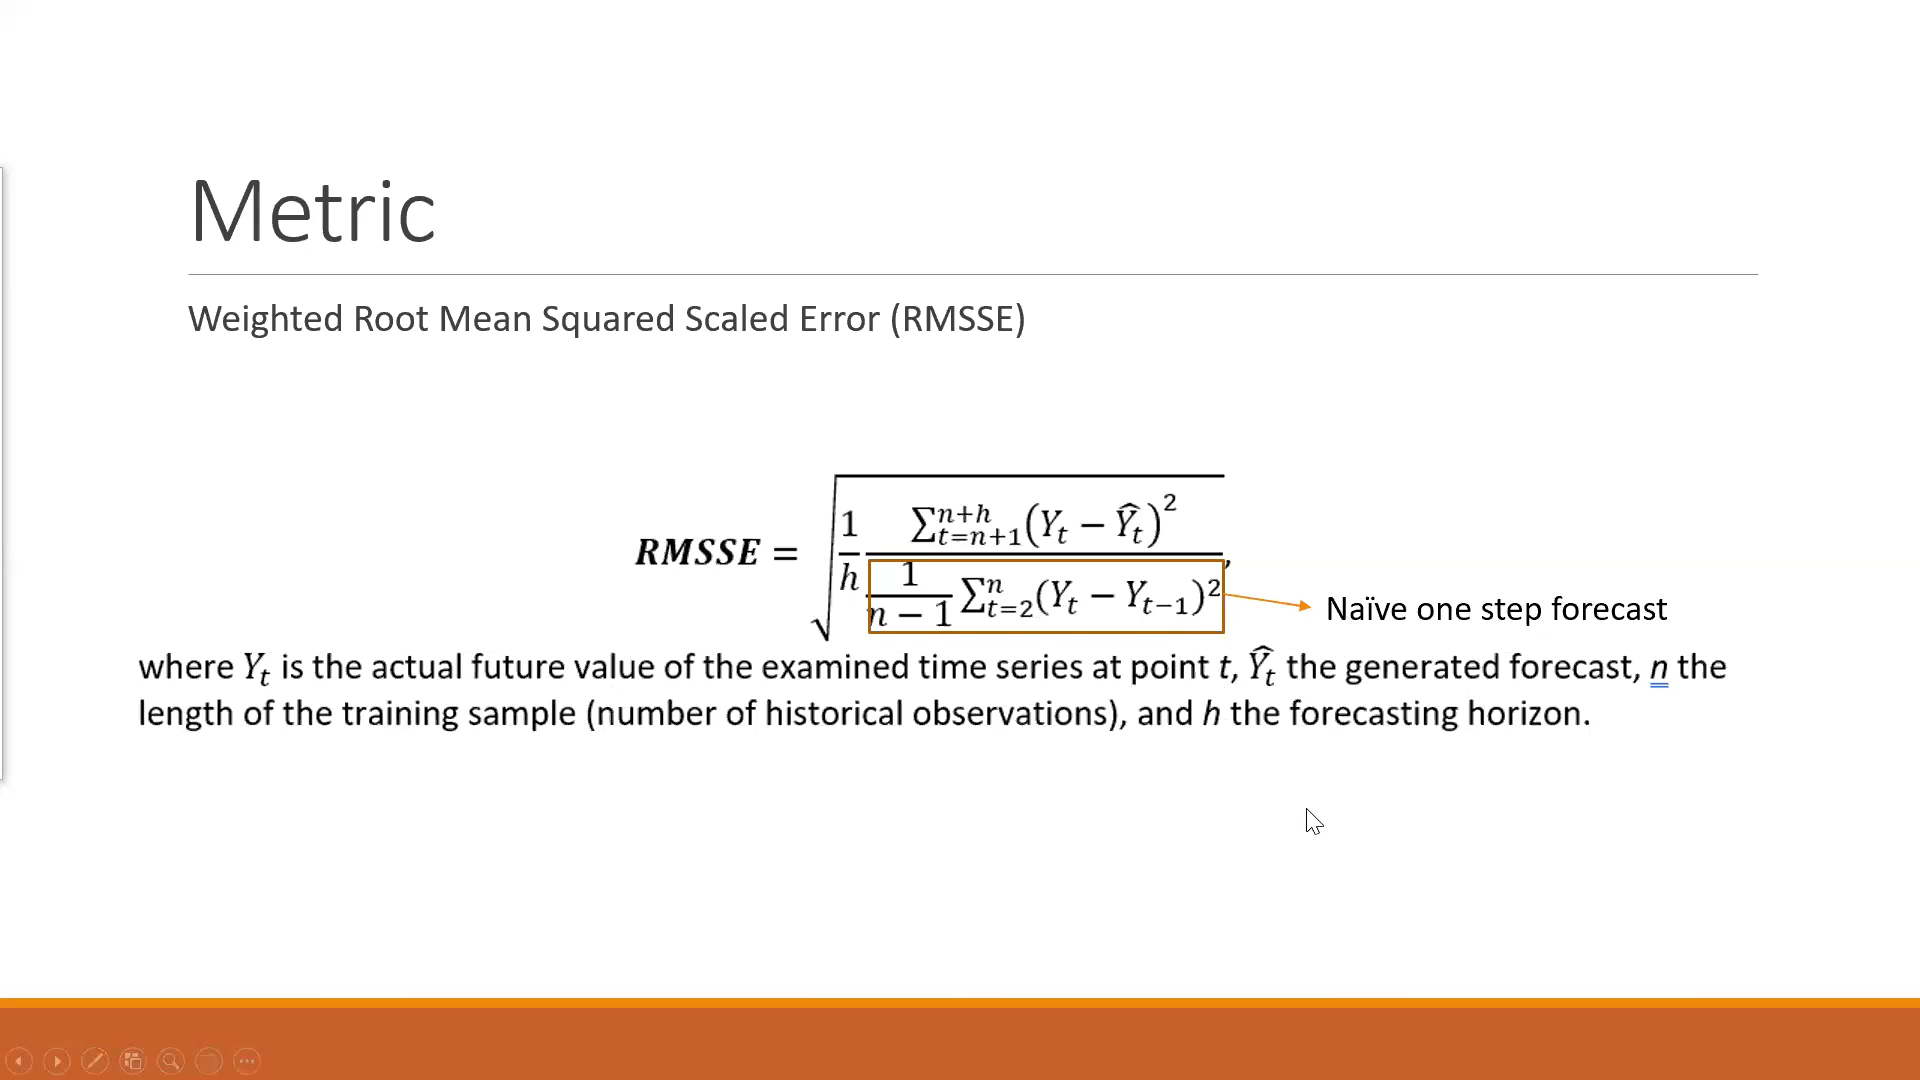 Metric
Weighted Root Mean Squared Scaled Error (RMSSE)
RMSSE = √(1/h · ∑_{t=n+1}^{n+h}(Y_t − Ŷ_t)² / (1/(n − 1) ∑_{t=2}^{n}(Y_t − Y_{t−1})²)),
Naïve one step forecast
where Y_t is the actual future value of the examined time series at point t, Ŷ_t the generated forecast, n the
length of the training sample (number of historical observations), and h the forecasting horizon.